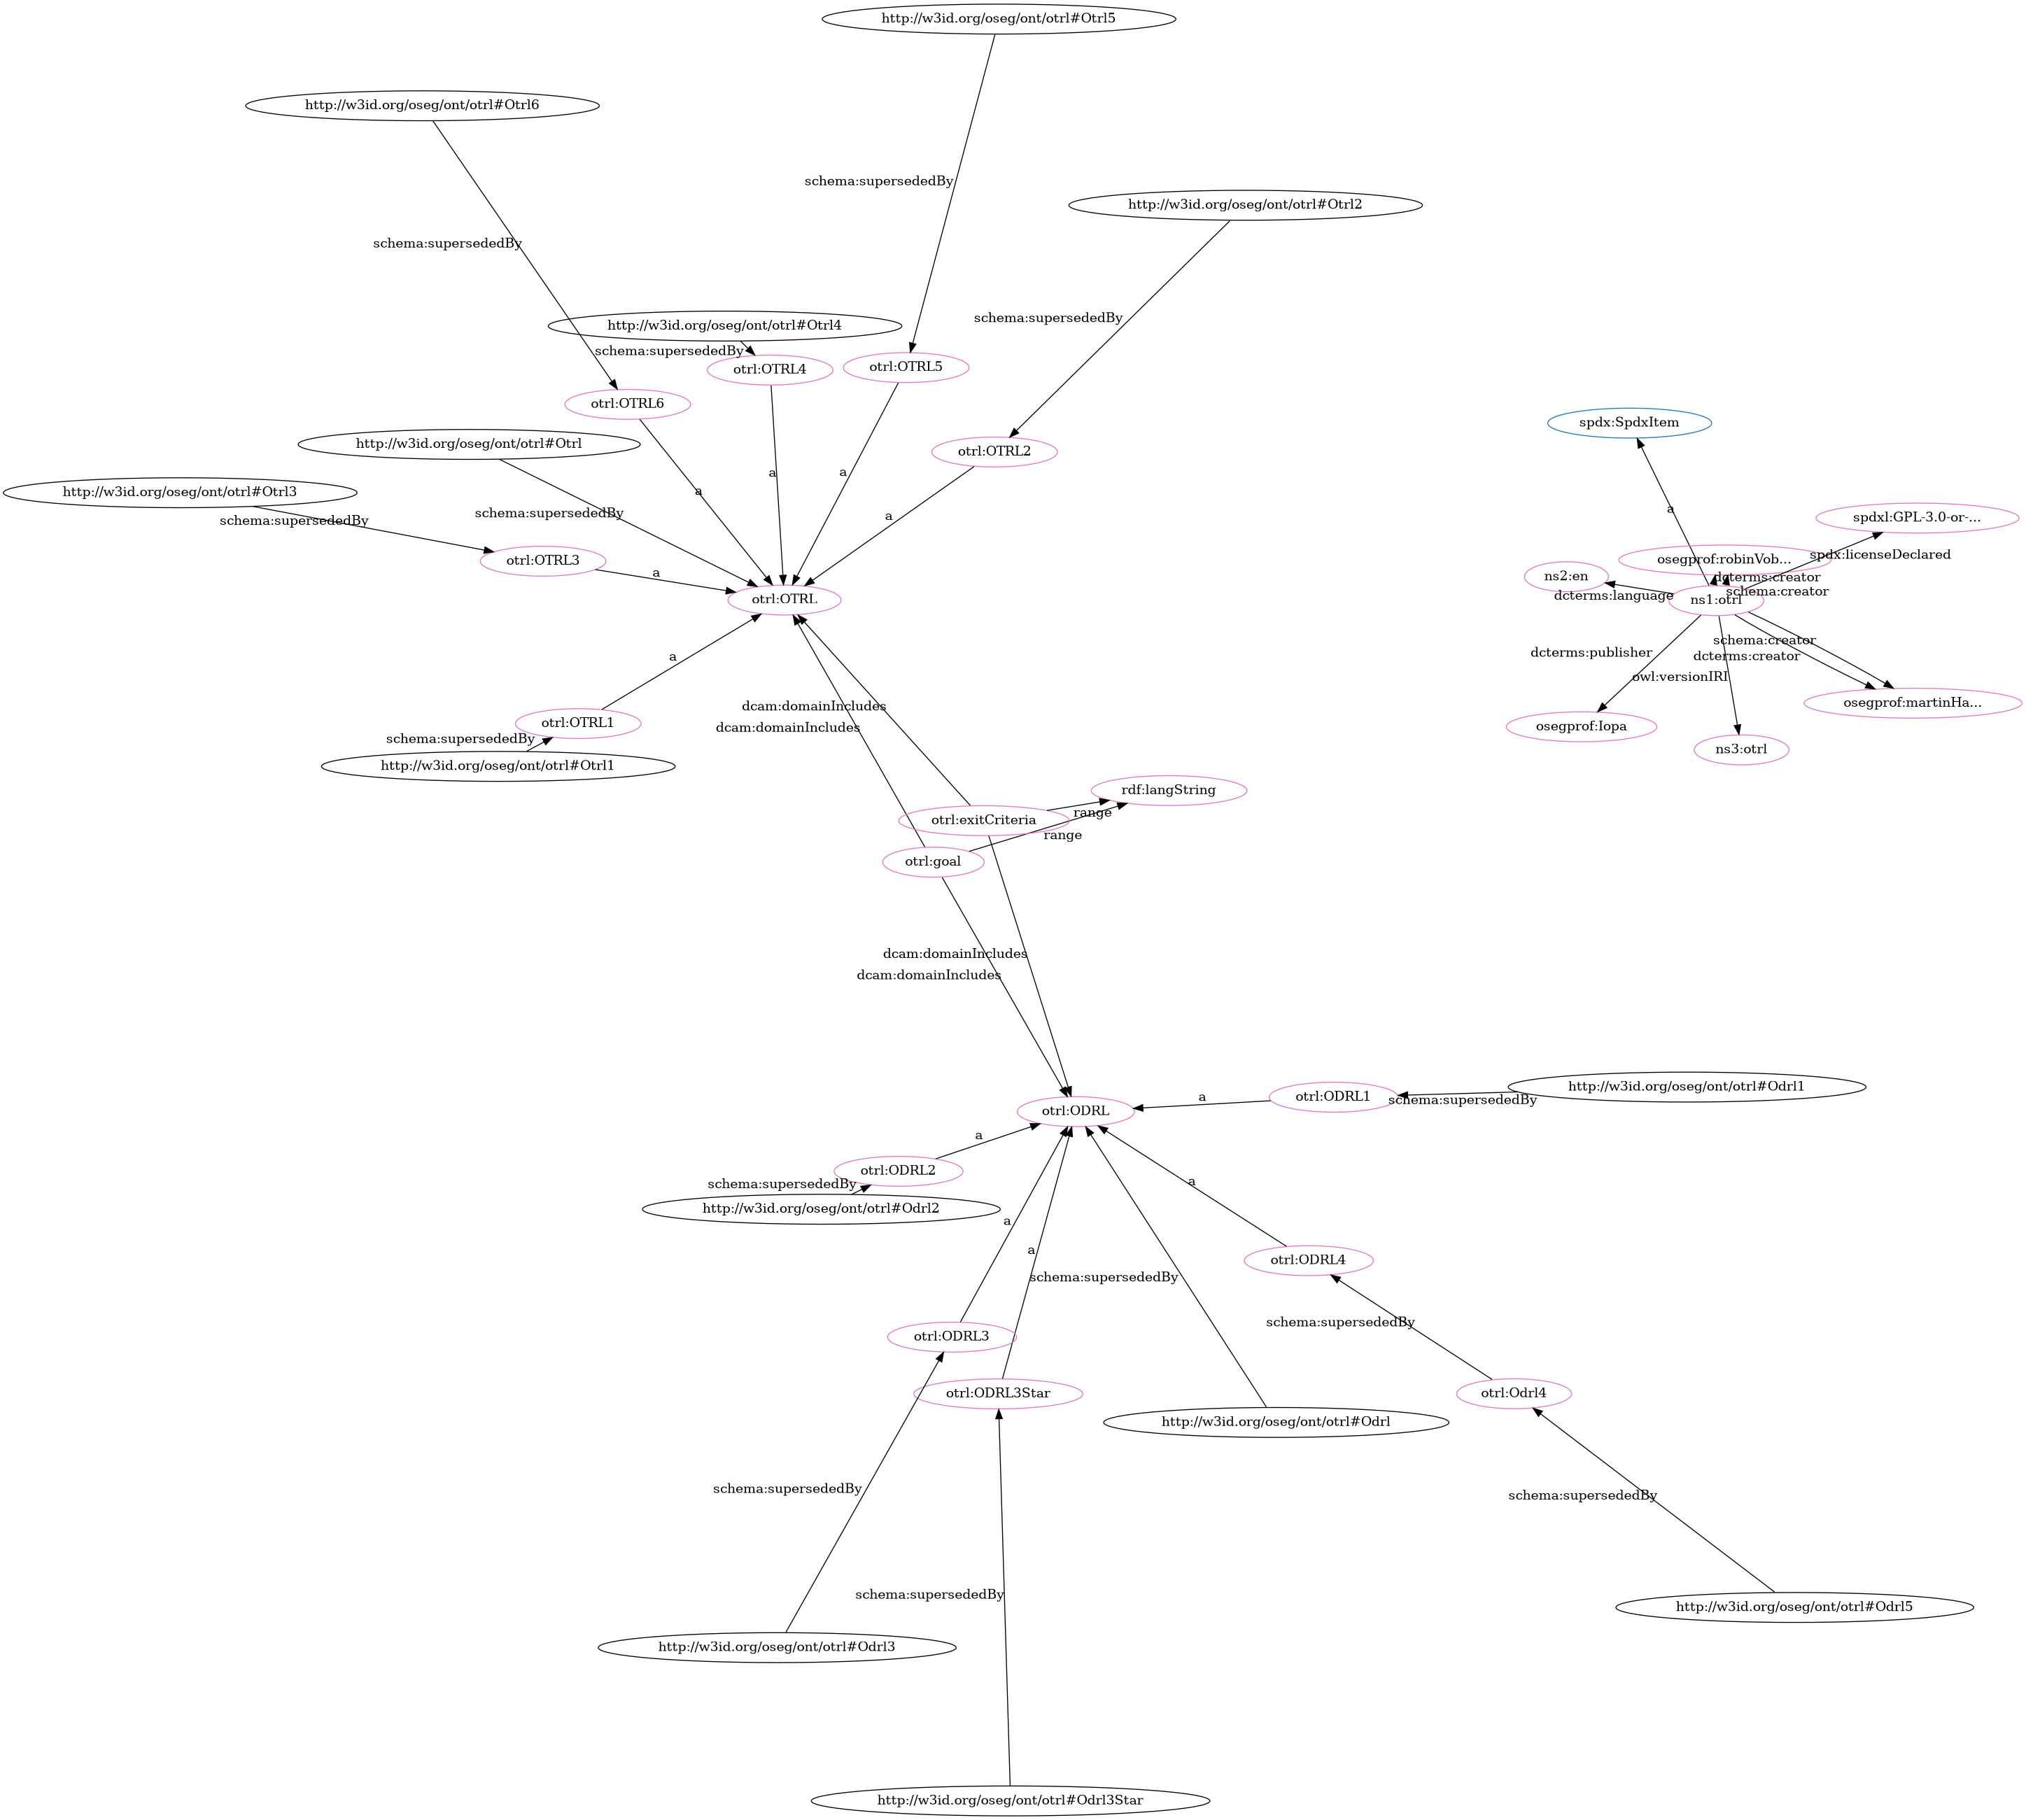 http://w3id.org/oseg/ont/otrl#Otrl5
http://w3id.org/oseg/ont/otrl#Otrl6
schema:supersededBy
http://w3id.org/oseg/ont/otrl#Otrl2
schema:supersededBy
schema:supersededBy
http://w3id.org/oseg/ont/otrl#Otrl4
schema:supersededBy
otrl:OTRL4
otrl:OTRL5
otrl:OTRL6
spdx:SpdxItem
http://w3id.org/oseg/ont/otrl#Otrl
otrl:OTRL2
a
a
a
http://w3id.org/oseg/ont/otrl#Otrl3
schema:supersededBy
schema:supersededBy
a
a
spdxl:GPL-3.0-or-...
otrl:OTRL3
a
spdx:licenseDeclared
osegprof:robinVob...
ns2:en
dcterms:creator
schema:creator
dcterms:language
otrl:OTRL
ns1:otrl
schema:creator
dcterms:publisher
dcterms:creator
a
owl:versionIRI
dcam:domainIncludes
osegprof:martinHa...
otrl:OTRL1
dcam:domainIncludes
osegprof:Iopa
schema:supersededBy
ns3:otrl
http://w3id.org/oseg/ont/otrl#Otrl1
rdf:langString
otrl:exitCriteria
range
range
otrl:goal
dcam:domainIncludes
dcam:domainIncludes
http://w3id.org/oseg/ont/otrl#Odrl1
otrl:ODRL1
a
schema:supersededBy
otrl:ODRL
a
otrl:ODRL2
schema:supersededBy
a
http://w3id.org/oseg/ont/otrl#Odrl2
a
a
otrl:ODRL4
schema:supersededBy
schema:supersededBy
otrl:ODRL3
otrl:ODRL3Star
otrl:Odrl4
http://w3id.org/oseg/ont/otrl#Odrl
schema:supersededBy
schema:supersededBy
schema:supersededBy
http://w3id.org/oseg/ont/otrl#Odrl5
http://w3id.org/oseg/ont/otrl#Odrl3
http://w3id.org/oseg/ont/otrl#Odrl3Star